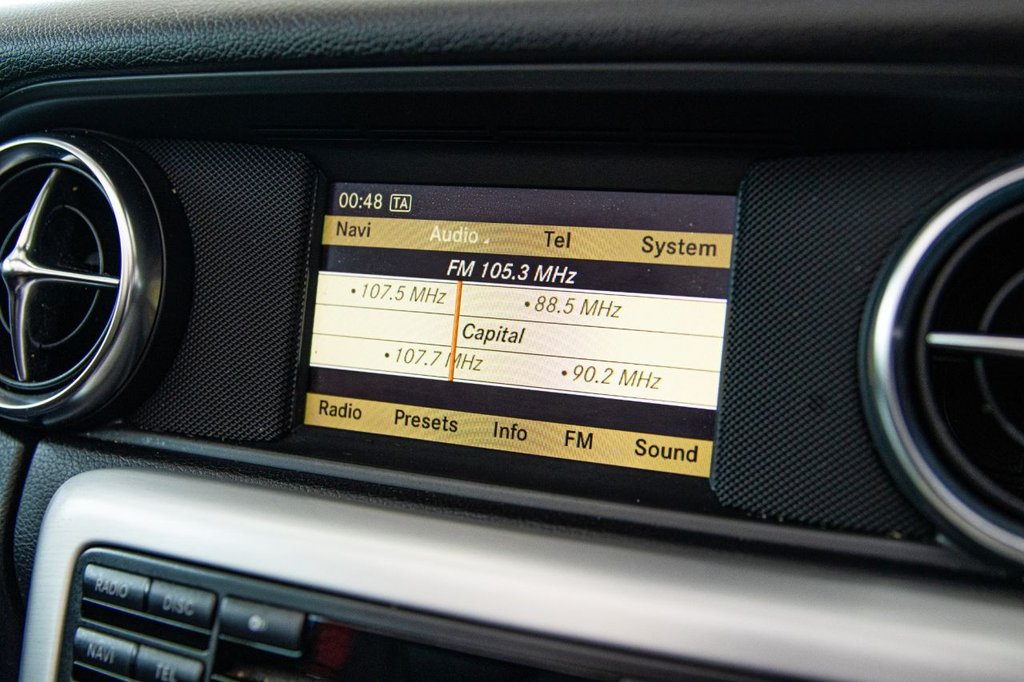 00:48 TA
Navi Audio Tel System
FM 105.3 MHz
•107.5 MHz •88.5 MHz
Capital
•107.7 MHz •90.2 MHz
Radio Presets Info FM Sound
RADIO DISC
NAVI TEL